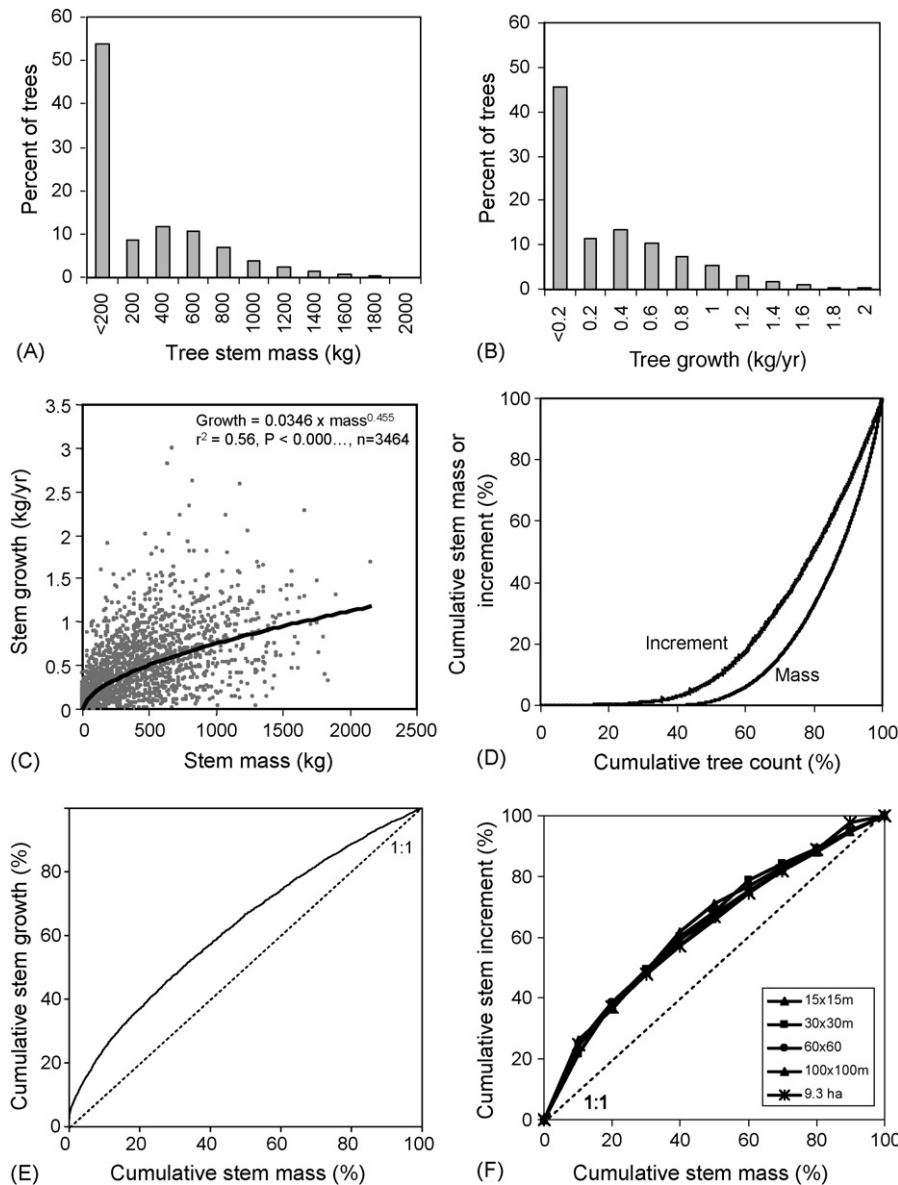 60
50
40
30
20
10
0
Percent of trees
<200
200
400
600
800
1000
1200
1400
1600
1800
2000
(A)
Tree stem mass (kg)
60
50
40
30
20
10
0
Percent of trees
<0.2
0.2
0.4
0.6
0.8
1
1.2
1.4
1.6
1.8
2
(B)
Tree growth (kg/yr)
3.5
3
2.5
2
1.5
1
0.5
0
Stem growth (kg/yr)
Growth = 0.0346 x mass^0.455
r² = 0.56, P < 0.000…, n=3464
0 500 1000 1500 2000 2500
(C)
Stem mass (kg)
100
80
60
40
20
0
Cumulative stem mass or
increment (%)
Increment
Mass
0 20 40 60 80 100
(D)
Cumulative tree count (%)
80
60
40
20
0
Cumulative stem growth (%)
1:1
0 20 40 60 80 100
(E)
Cumulative stem mass (%)
100
80
60
40
20
0
Cumulative stem increment (%)
1:1
15x15m
30x30m
60x60
100x100m
9.3 ha
0 20 40 60 80 100
(F)
Cumulative stem mass (%)